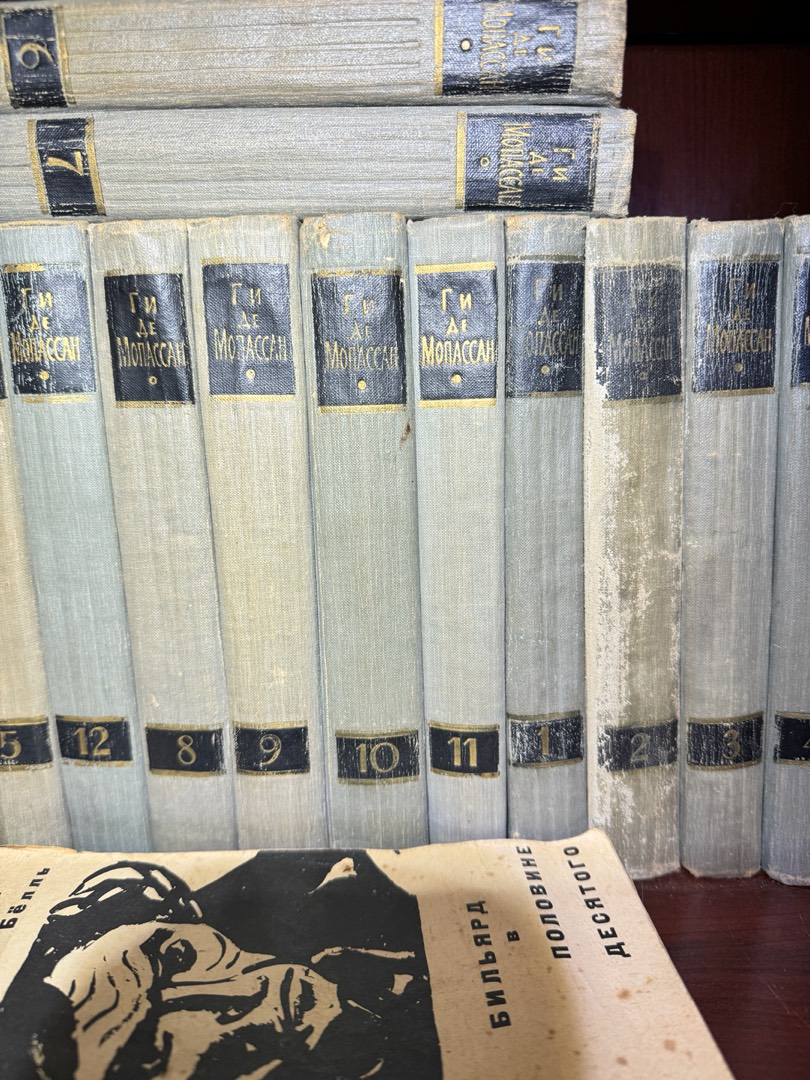 6
Ги
де
Мопассан
7
Ги
де
Мопассан
5
Ги
де
Мопассан
12
Ги
де
Мопассан
8
Ги
де
Мопассан
9
Ги
де
Мопассан
10
Ги
де
Мопассан
11
Ги
де
Мопассан
1
Ги
де
Мопассан
2
Ги
де
Мопассан
3
4
Бёлль
БИЛЬЯРД
В
ПОЛОВИНЕ
ДЕСЯТОГО